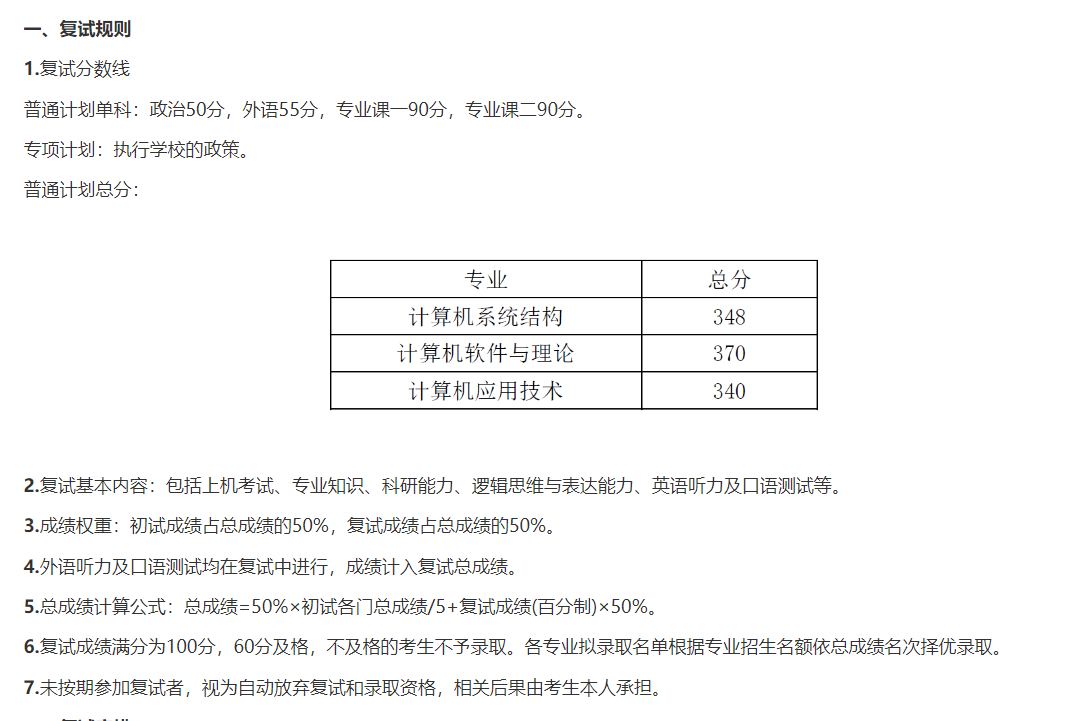 一、复试规则
1.复试分数线
普通计划单科：政治50分，外语55分，专业课一90分，专业课二90分。
专项计划：执行学校的政策。
普通计划总分：
专业 总分
计算机系统结构 348
计算机软件与理论 370
计算机应用技术 340
2.复试基本内容：包括上机考试、专业知识、科研能力、逻辑思维与表达能力、英语听力及口语测试等。
3.成绩权重：初试成绩占总成绩的50%，复试成绩占总成绩的50%。
4.外语听力及口语测试均在复试中进行，成绩计入复试总成绩。
5.总成绩计算公式：总成绩=50%×初试各门总成绩/5+复试成绩(百分制)×50%。
6.复试成绩满分为100分，60分及格，不及格的考生不予录取。各专业拟录取名单根据专业招生名额依总成绩名次择优录取。
7.未按期参加复试者，视为自动放弃复试和录取资格，相关后果由考生本人承担。